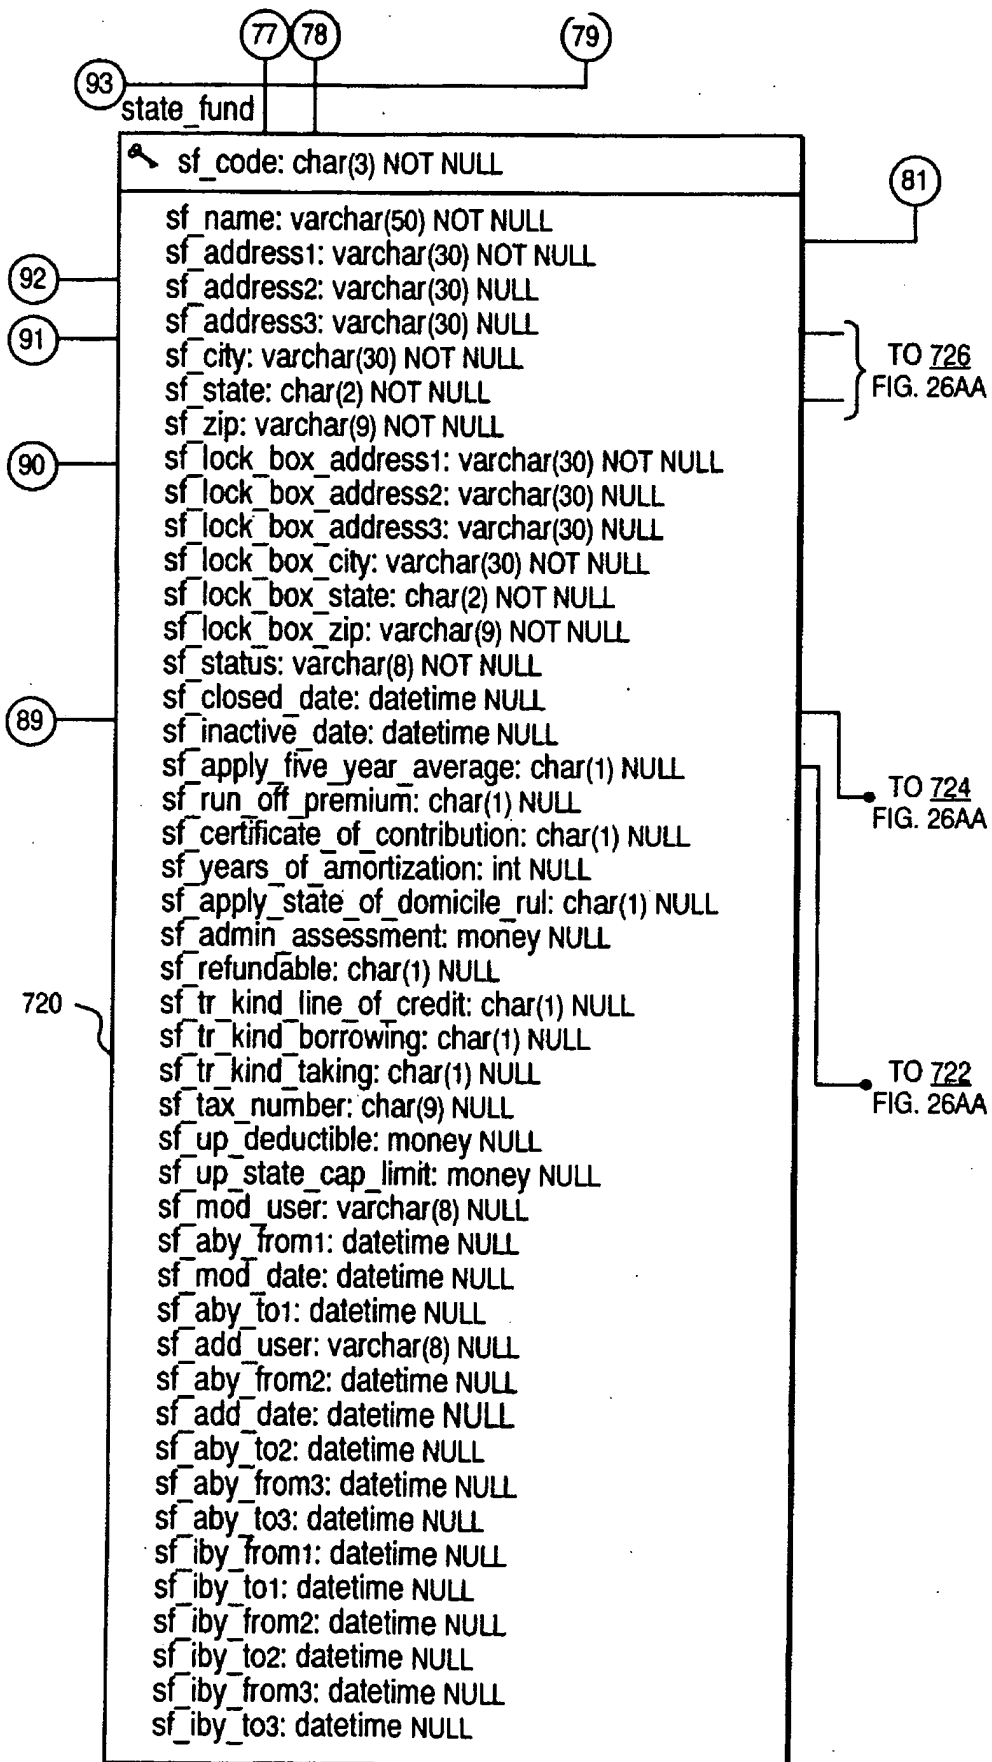 77 78 79
93
state_fund
sf_code: char(3) NOT NULL
81
sf_name: varchar(50) NOT NULL
sf_address1: varchar(30) NOT NULL
92
sf_address2: varchar(30) NULL
sf_address3: varchar(30) NULL
91
sf_city: varchar(30) NOT NULL
TO 726
FIG. 26AA
sf_state: char(2) NOT NULL
sf_zip: varchar(9) NOT NULL
90
sf_lock_box_address1: varchar(30) NOT NULL
sf_lock_box_address2: varchar(30) NULL
sf_lock_box_address3: varchar(30) NULL
sf_lock_box_city: varchar(30) NOT NULL
sf_lock_box_state: char(2) NOT NULL
sf_lock_box_zip: varchar(9) NOT NULL
sf_status: varchar(8) NOT NULL
sf_closed_date: datetime NULL
89
sf_inactive_date: datetime NULL
sf_apply_five_year_average: char(1) NULL
sf_run_off_premium: char(1) NULL
TO 724
FIG. 26AA
sf_certificate_of_contribution: char(1) NULL
sf_years_of_amortization: int NULL
sf_apply_state_of_domicile_rul: char(1) NULL
sf_admin_assessment: money NULL
sf_refundable: char(1) NULL
720
sf_tr_kind_line_of_credit: char(1) NULL
sf_tr_kind_borrowing: char(1) NULL
sf_tr_kind_taking: char(1) NULL
TO 722
FIG. 26AA
sf_tax_number: char(9) NULL
sf_up_deductible: money NULL
sf_up_state_cap_limit: money NULL
sf_mod_user: varchar(8) NULL
sf_aby_from1: datetime NULL
sf_mod_date: datetime NULL
sf_aby_to1: datetime NULL
sf_add_user: varchar(8) NULL
sf_aby_from2: datetime NULL
sf_add_date: datetime NULL
sf_aby_to2: datetime NULL
sf_aby_from3: datetime NULL
sf_aby_to3: datetime NULL
sf_iby_from1: datetime NULL
sf_iby_to1: datetime NULL
sf_iby_from2: datetime NULL
sf_iby_to2: datetime NULL
sf_iby_from3: datetime NULL
sf_iby_to3: datetime NULL